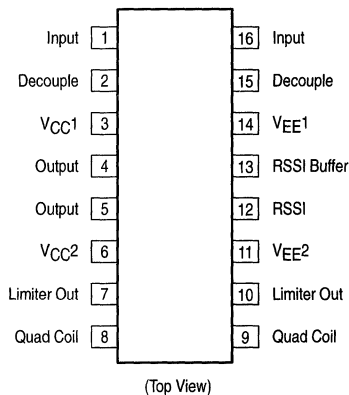 Input 1 16 Input
Decouple 2 15 Decouple
VCC1 3 14 VEE1
Output 4 13 RSSI Buffer
Output 5 12 RSSI
VCC2 6 11 VEE2
Limiter Out 7 10 Limiter Out
Quad Coil 8 9 Quad Coil
(Top View)